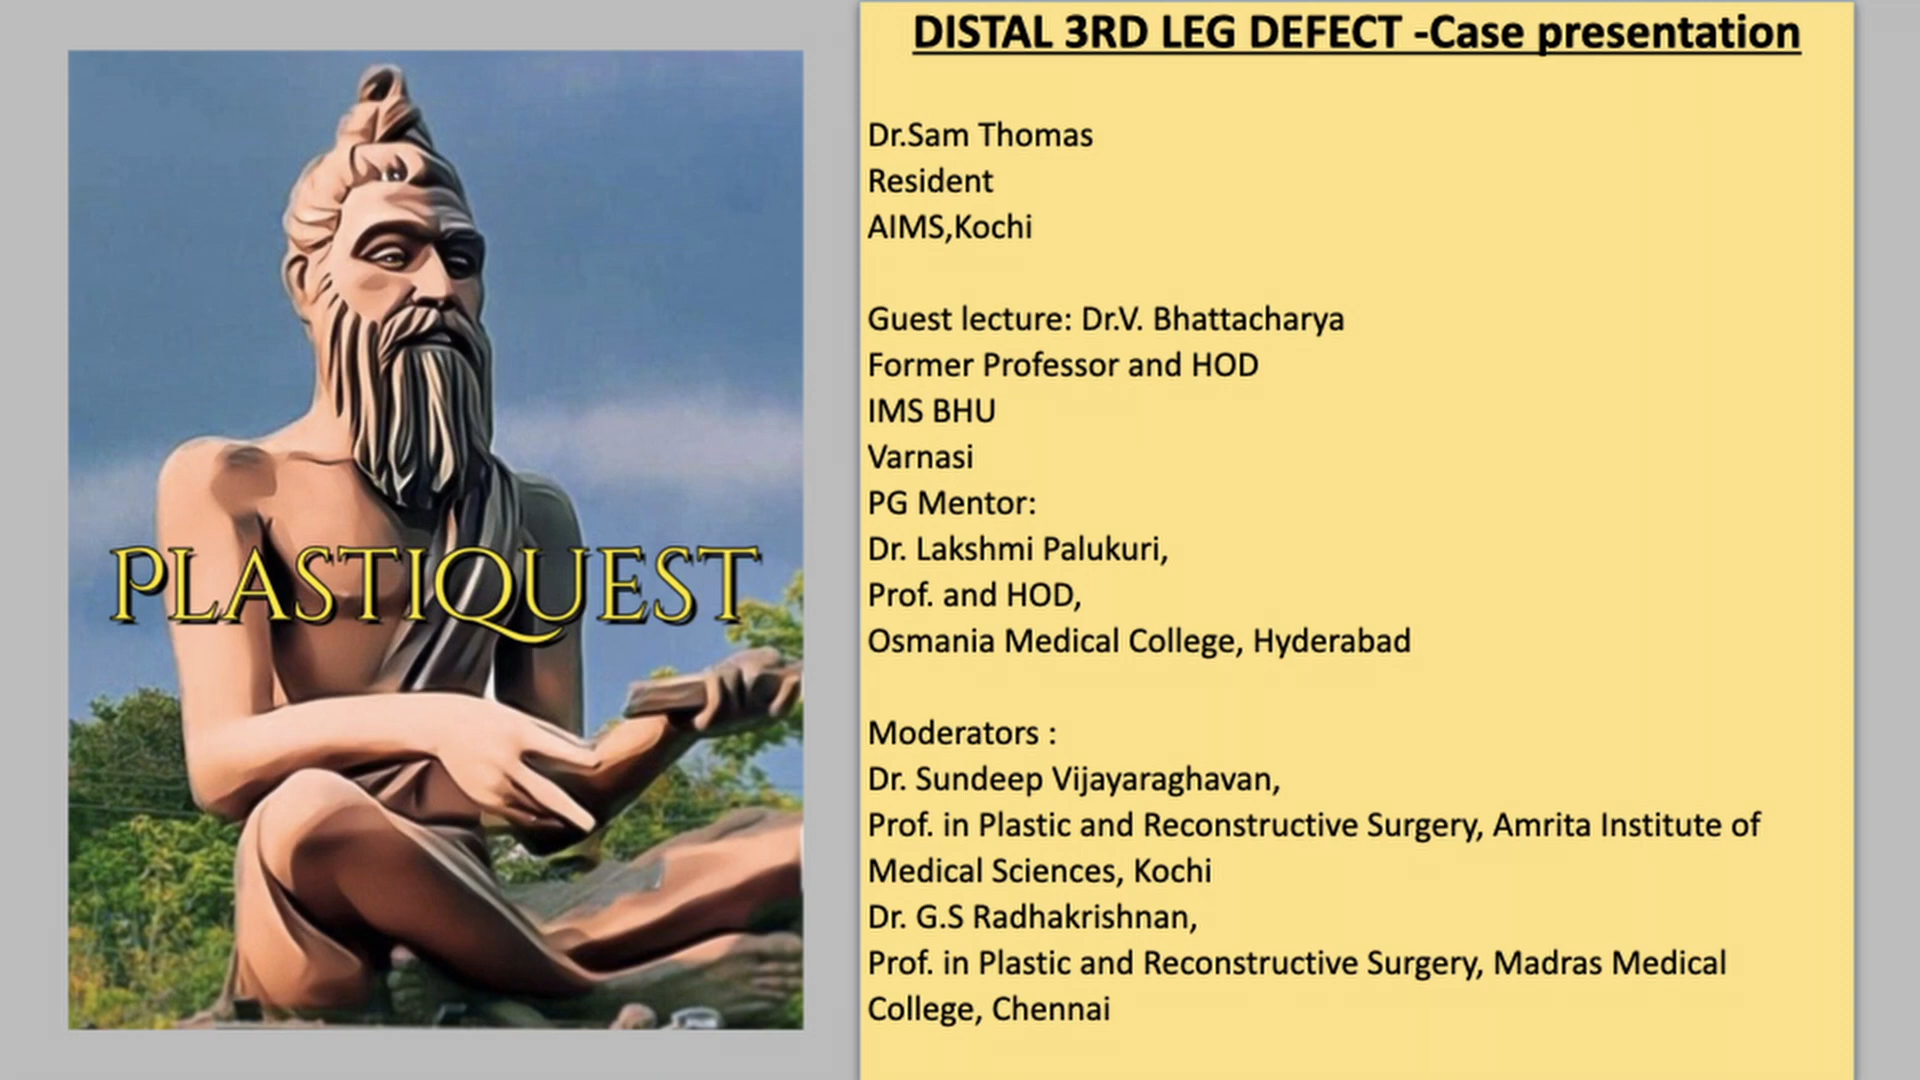 PLASTIQUEST
DISTAL 3RD LEG DEFECT -Case presentation
Dr.Sam Thomas
Resident
AIMS,Kochi
Guest lecture: Dr.V. Bhattacharya
Former Professor and HOD
IMS BHU
Varnasi
PG Mentor:
Dr. Lakshmi Palukuri,
Prof. and HOD,
Osmania Medical College, Hyderabad
Moderators :
Dr. Sundeep Vijayaraghavan,
Prof. in Plastic and Reconstructive Surgery, Amrita Institute of
Medical Sciences, Kochi
Dr. G.S Radhakrishnan,
Prof. in Plastic and Reconstructive Surgery, Madras Medical
College, Chennai